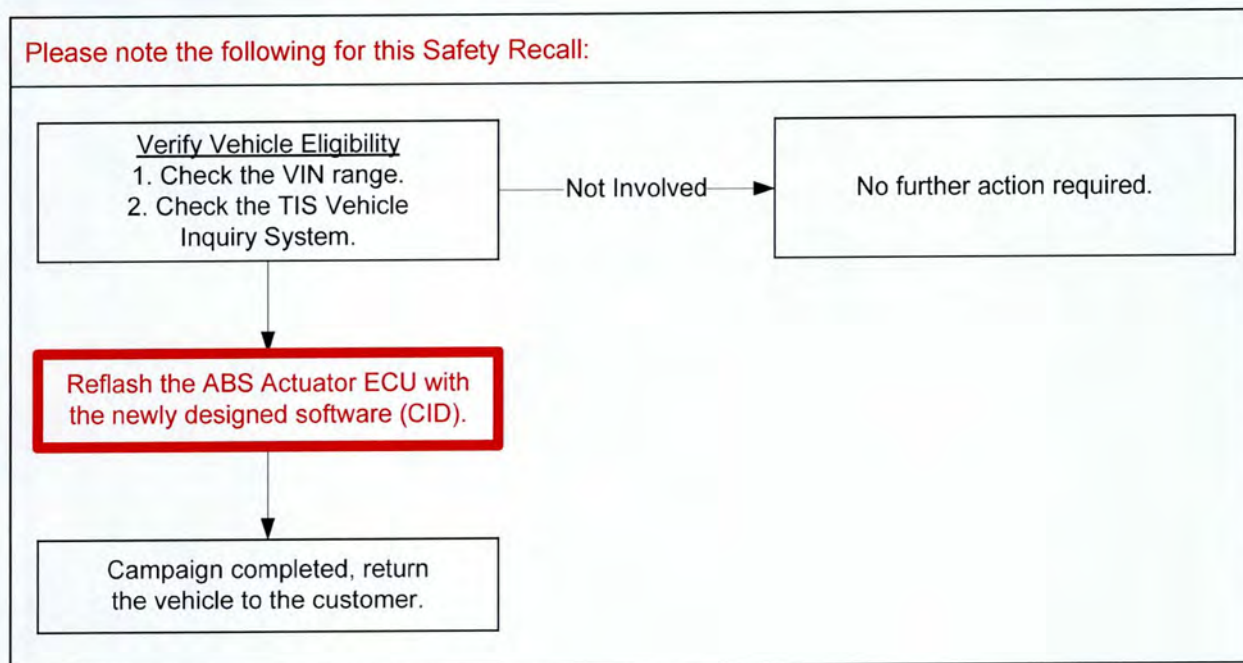 Please note the following for this Safety Recall:
Verify Vehicle Eligibility
1. Check the VIN range.
2. Check the TIS Vehicle
Inquiry System.
Not Involved
No further action required.
Reflash the ABS Actuator ECU with
the newly designed software (CID).
Campaign completed, return
the vehicle to the customer.